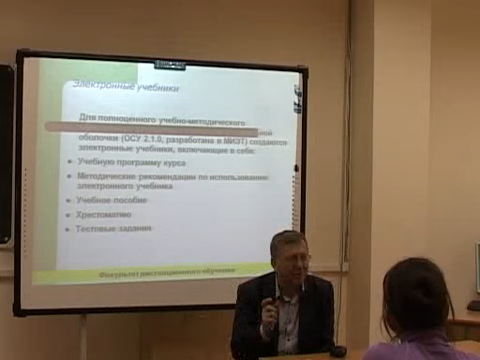 Электронные учебники
Для полноценного учебно-методического
ной
оболочки (ОСУ 2.1.0, разработана в МИЭТ) создаются
электронные учебники, включающие в себя:
Учебную программу курса
Методические рекомендации по использованию
электронного учебника
Учебное пособие
Хрестоматию
Тестовые задания
Факультет дистанционного обучения